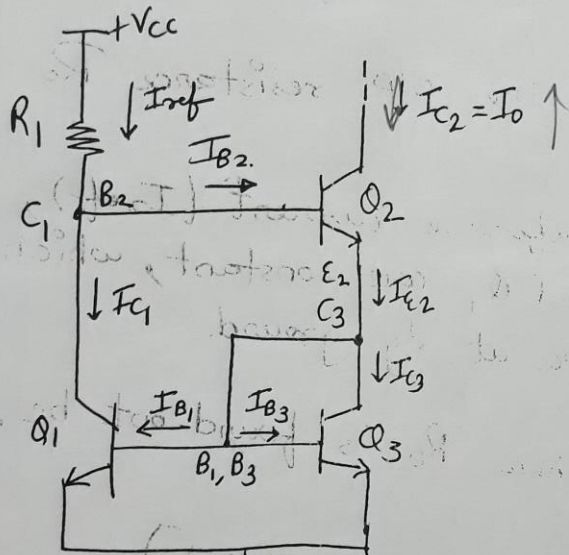 +Vcc
R1 Iref
IB2.
IC2 = I0
C1 B2
Q2
IC1
E2
IE2
C3
IC3
IB1 IB3
Q1 Q3
B1, B3